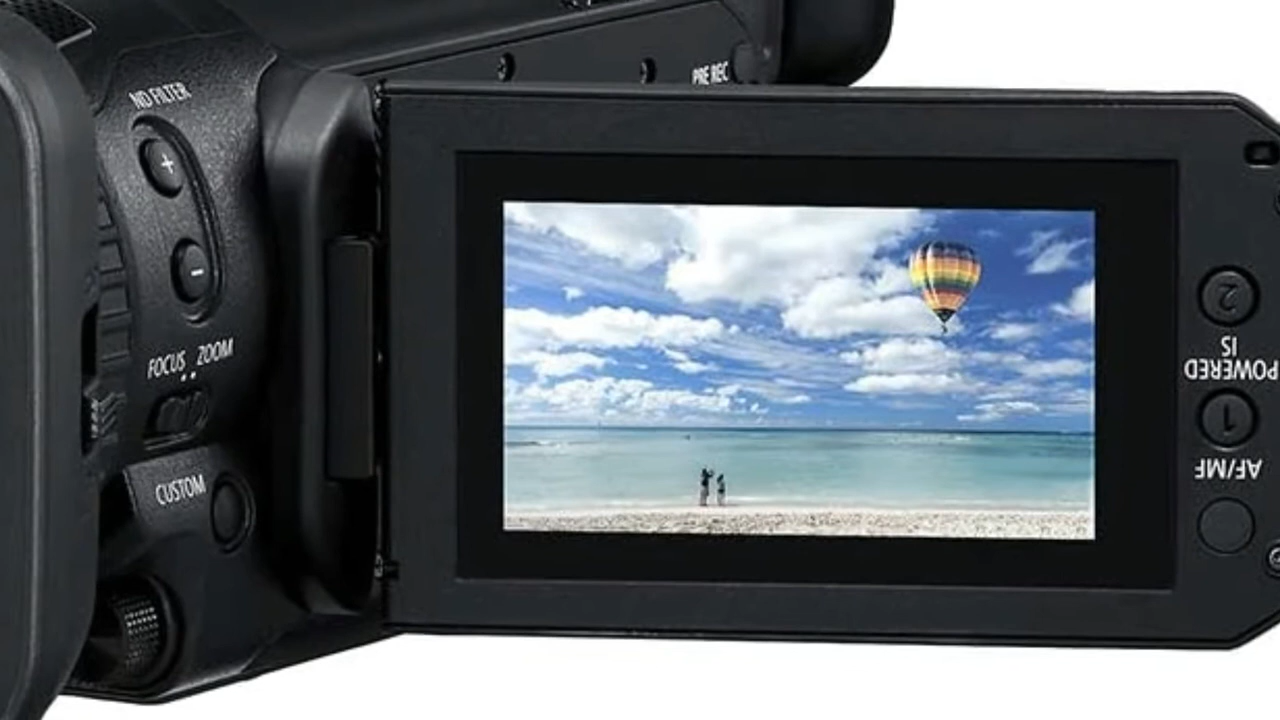 PRE REC
ND FILTER
+
-
FOCUS ZOOM
CUSTOM
2
POWERED
IS
1
AF/MF